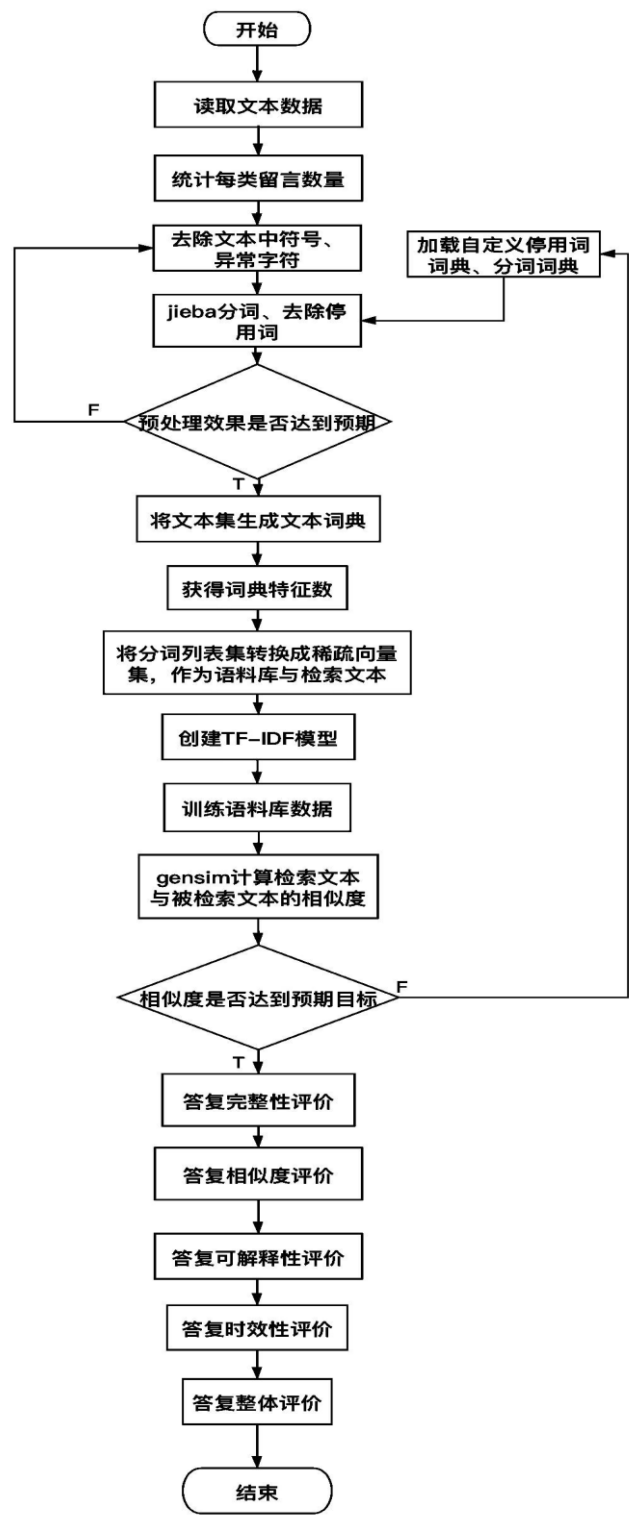 开始
读取文本数据
统计每类留言数量
去除文本中符号、
异常字符
加载自定义停用词
词典、分词词典
jieba分词、去除停
用词
F
预处理效果是否达到预期
T
将文本集生成文本词典
获得词典特征数
将分词列表集转换成稀疏向量
集，作为语料库与检索文本
创建TF-IDF模型
训练语料库数据
gensim计算检索文本
与被检索文本的相似度
相似度是否达到预期目标
F
T
答复完整性评价
答复相似度评价
答复可解释性评价
答复时效性评价
答复整体评价
结束